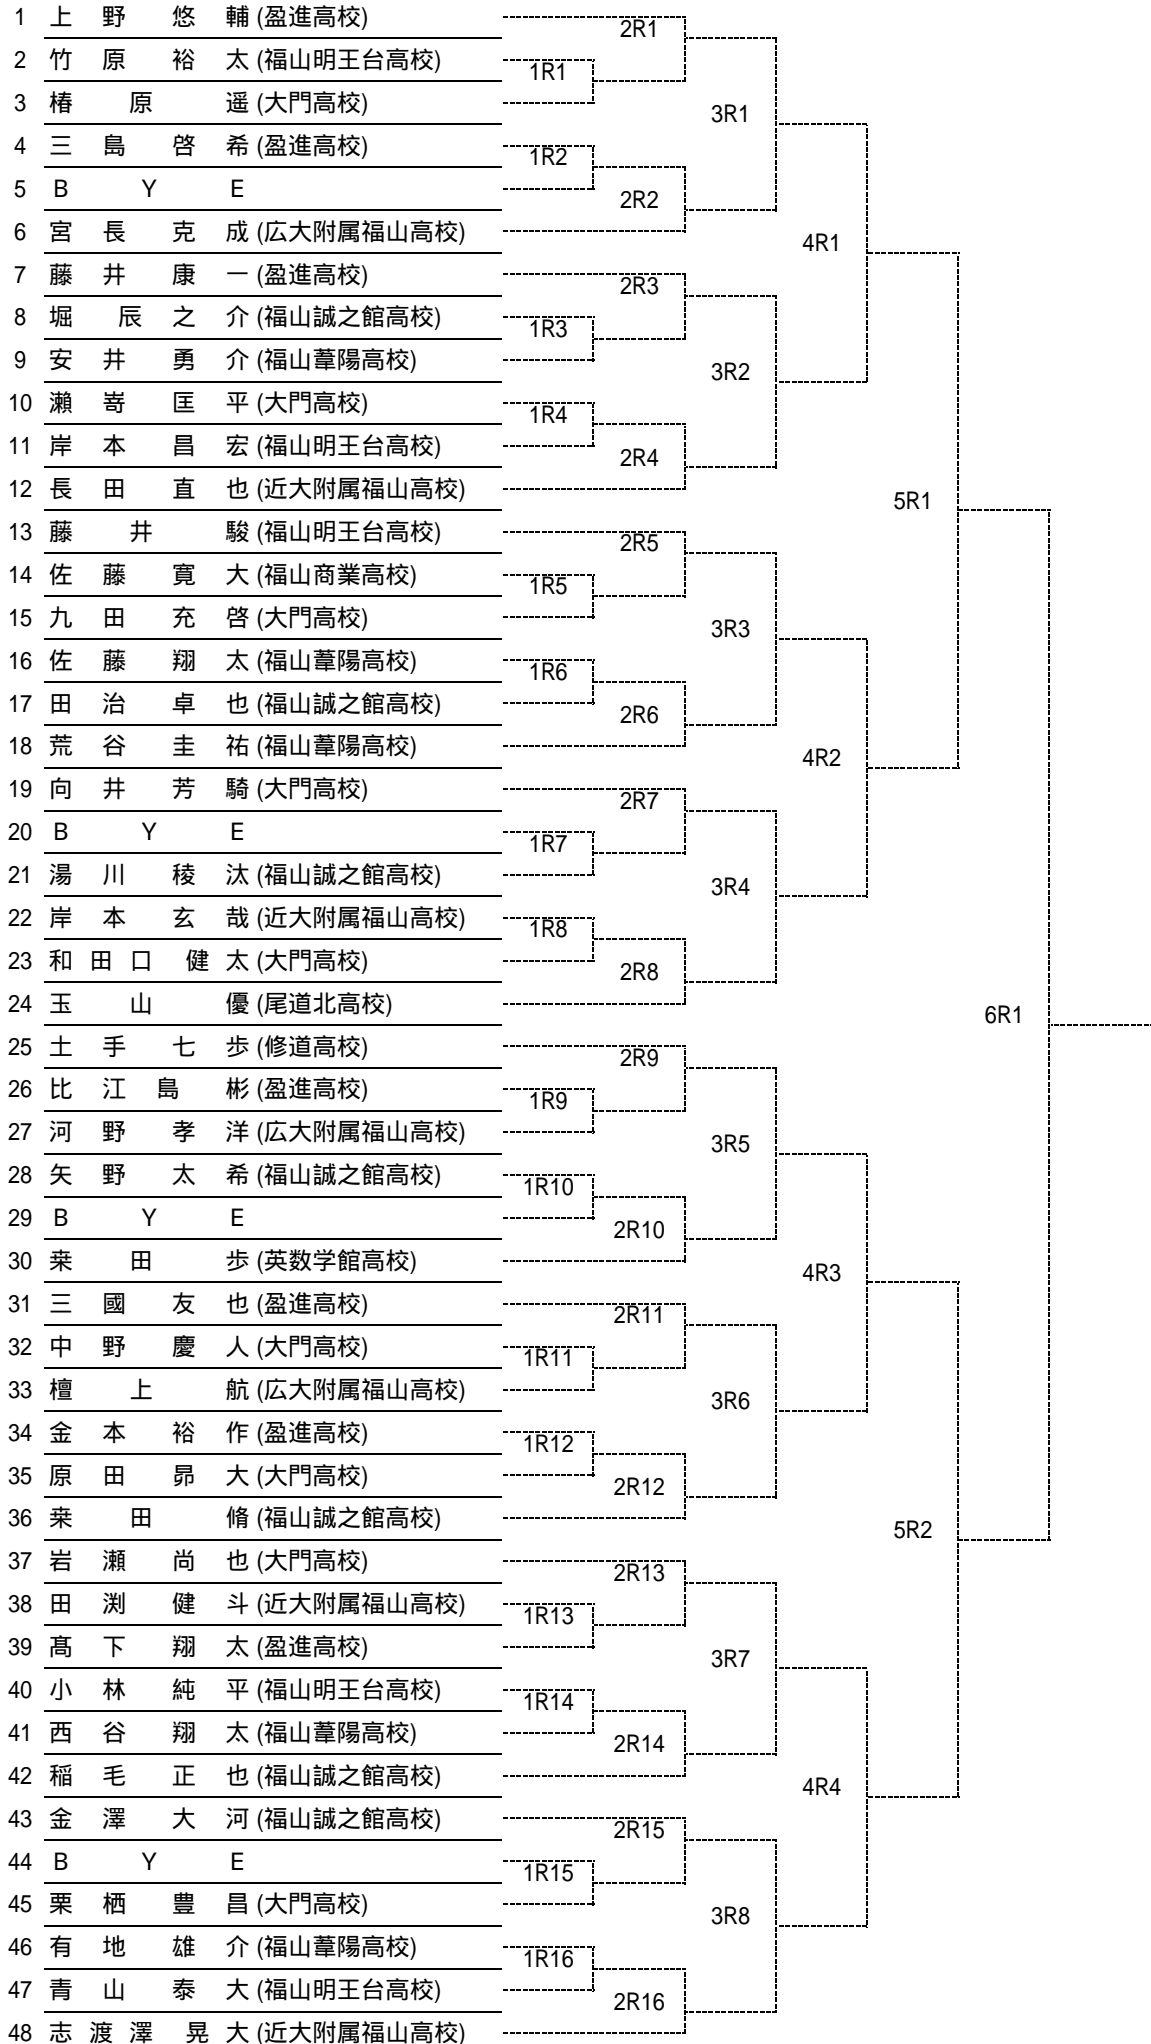 1 上野 悠輔 (盈進高校)
2R1
2 竹原 裕太 (福山明王台高校)
1R1
3 椿原 遥 (大門高校)
3R1
4 三島 啓希 (盈進高校)
1R2
5 BYE
2R2
6 宮長 克成 (広大附属福山高校)
4R1
7 藤井 康一 (盈進高校)
2R3
8 堀 辰之介 (福山誠之館高校)
1R3
9 安井 勇介 (福山葦陽高校)
3R2
10 瀨嵜 匡平 (大門高校)
1R4
11 岸本 昌宏 (福山明王台高校)
2R4
12 長田 直也 (近大附属福山高校)
5R1
13 藤井 駿 (福山明王台高校)
2R5
14 佐藤 寛大 (福山商業高校)
1R5
15 九田 充啓 (大門高校)
3R3
16 佐藤 翔太 (福山葦陽高校)
1R6
17 田治 卓也 (福山誠之館高校)
2R6
18 荒谷 圭祐 (福山葦陽高校)
4R2
19 向井 芳騎 (大門高校)
2R7
20 BYE
1R7
21 湯川 稜汰 (福山誠之館高校)
3R4
22 岸本 玄哉 (近大附属福山高校)
1R8
23 和田口 健太 (大門高校)
2R8
24 玉山 優 (尾道北高校)
6R1
25 土手 七歩 (修道高校)
2R9
26 比江島 彬 (盈進高校)
1R9
27 河野 孝洋 (広大附属福山高校)
3R5
28 矢野 太希 (福山誠之館高校)
1R10
29 BYE
2R10
30 桒田 歩 (英数学館高校)
4R3
31 三國 友也 (盈進高校)
2R11
32 中野 慶人 (大門高校)
1R11
33 檀上 航 (広大附属福山高校)
3R6
34 金本 裕作 (盈進高校)
1R12
35 原田 昴大 (大門高校)
2R12
36 桒田 脩 (福山誠之館高校)
5R2
37 岩瀬 尚也 (大門高校)
2R13
38 田渕 健斗 (近大附属福山高校)
1R13
39 髙下 翔太 (盈進高校)
3R7
40 小林 純平 (福山明王台高校)
1R14
41 西谷 翔太 (福山葦陽高校)
2R14
42 稲毛 正也 (福山誠之館高校)
4R4
43 金澤 大河 (福山誠之館高校)
2R15
44 BYE
1R15
45 栗栖 豊昌 (大門高校)
3R8
46 有地 雄介 (福山葦陽高校)
1R16
47 青山 泰大 (福山明王台高校)
2R16
48 志渡澤 晃大 (近大附属福山高校)